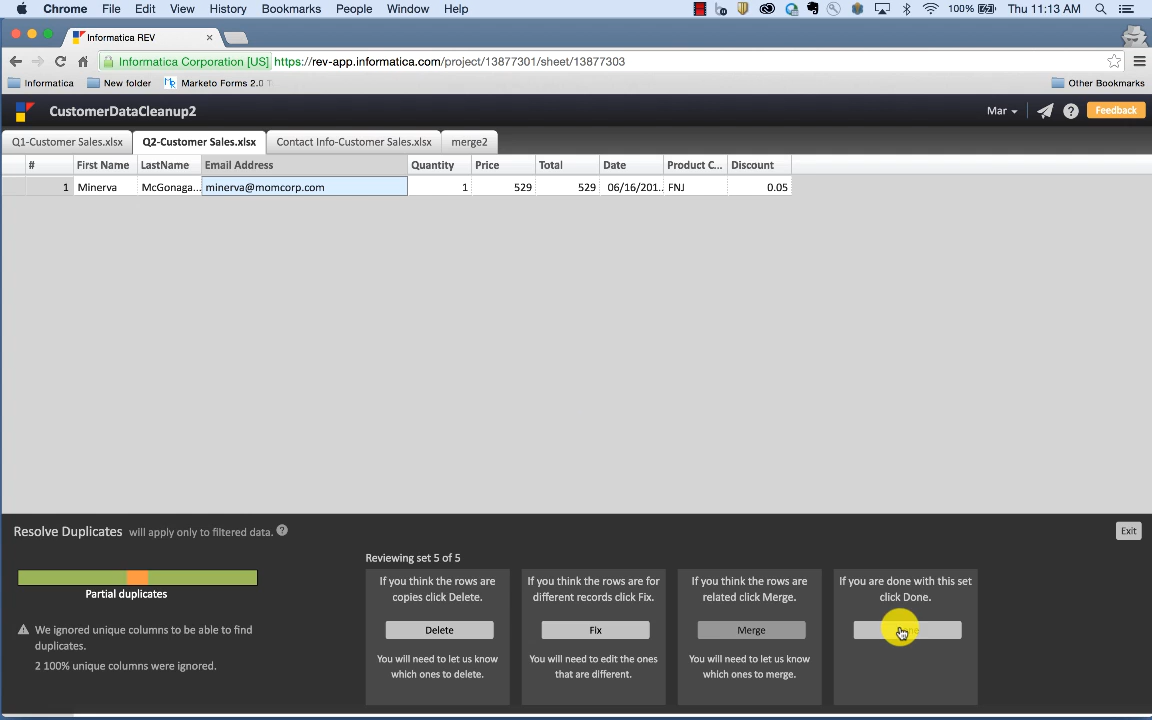 Chrome File Edit View History Bookmarks People Window Help 100% Thu 11:13 AM
Informatica REV
Informatica Corporation [US] https://rev-app.informatica.com/project/13877301/sheet/13877303
Informatica New folder Marketo Forms 2.0 Other Bookmarks
CustomerDataCleanup2 Mar Feedback
Q1-Customer Sales.xlsx Q2-Customer Sales.xlsx Contact Info-Customer Sales.xlsx merge2
# First Name LastName Email Address Quantity Price Total Date Product C... Discount
1 Minerva McGonaga... minerva@momcorp.com 1 529 529 06/16/201... FNJ 0.05
Resolve Duplicates will apply only to filtered data. ? Exit
Reviewing set 5 of 5
Partial duplicates
We ignored unique columns to be able to find
duplicates.
2 100% unique columns were ignored.
If you think the rows are
copies click Delete.
Delete
You will need to let us know
which ones to delete.
If you think the rows are for
different records click Fix.
Fix
You will need to edit the ones
that are different.
If you think the rows are
related click Merge.
Merge
You will need to let us know
which ones to merge.
If you are done with this set
click Done.